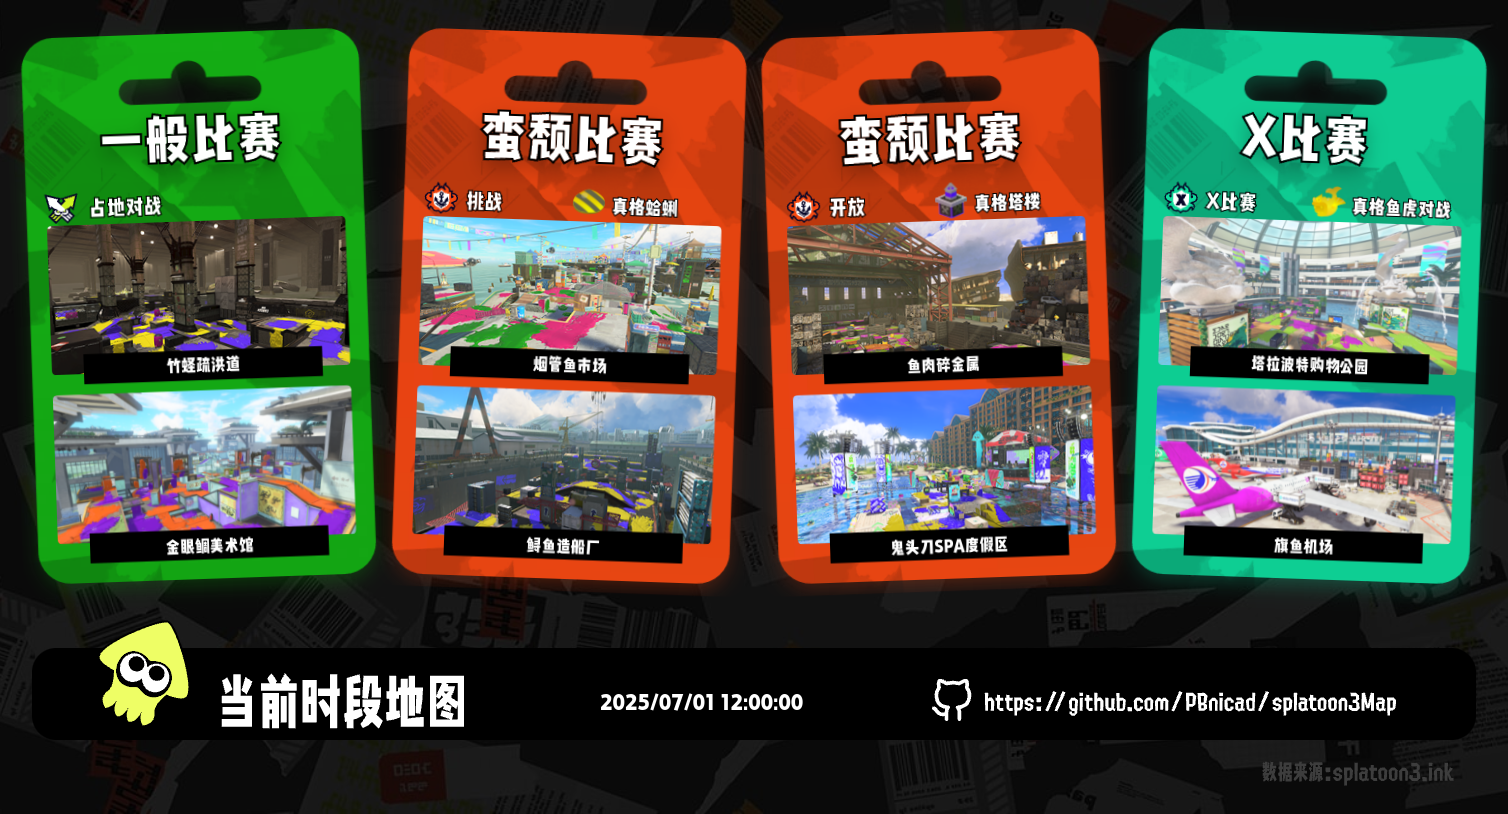 一般比赛
占地对战
竹蛏疏洪道
金眼鲷美术馆
蛮颓比赛
挑战
真格蛤蜊
烟管鱼市场
鲟鱼造船厂
蛮颓比赛
开放
真格塔楼
鱼肉碎金属
鬼头刀SPA度假区
X比赛
X比赛
真格鱼虎对战
塔拉波特购物公园
旗鱼机场
当前时段地图
2025/07/01 12:00:00
https://github.com/PBnicad/splatoon3Map
数据来源:splatoon3.ink